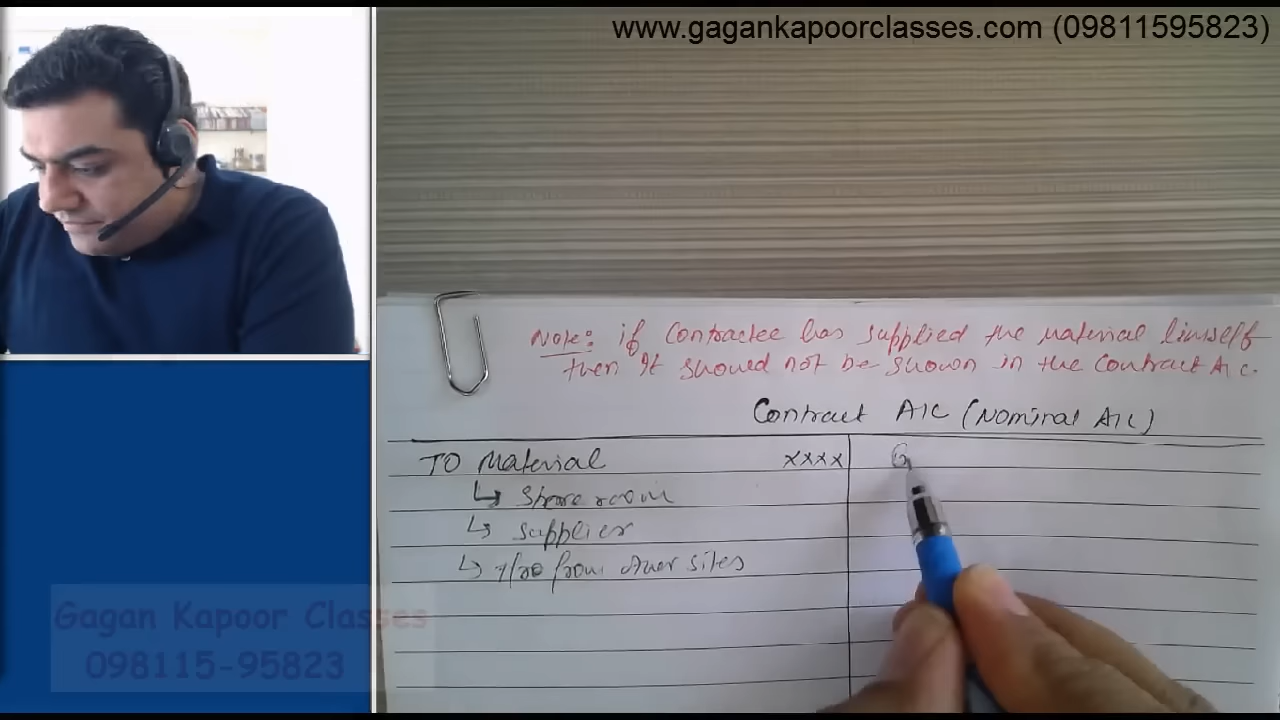 www.gagankapoorclasses.com (09811595823)
Note: if Contractee has supplied the material himself
then it should not be shown in the Contract A/C.
Contract A/C (Nominal A/C)
TO Material xxxx
↳ Store room
↳ Supplier
↳ from other sites
Gagan Kapoor Classes
098115-95823